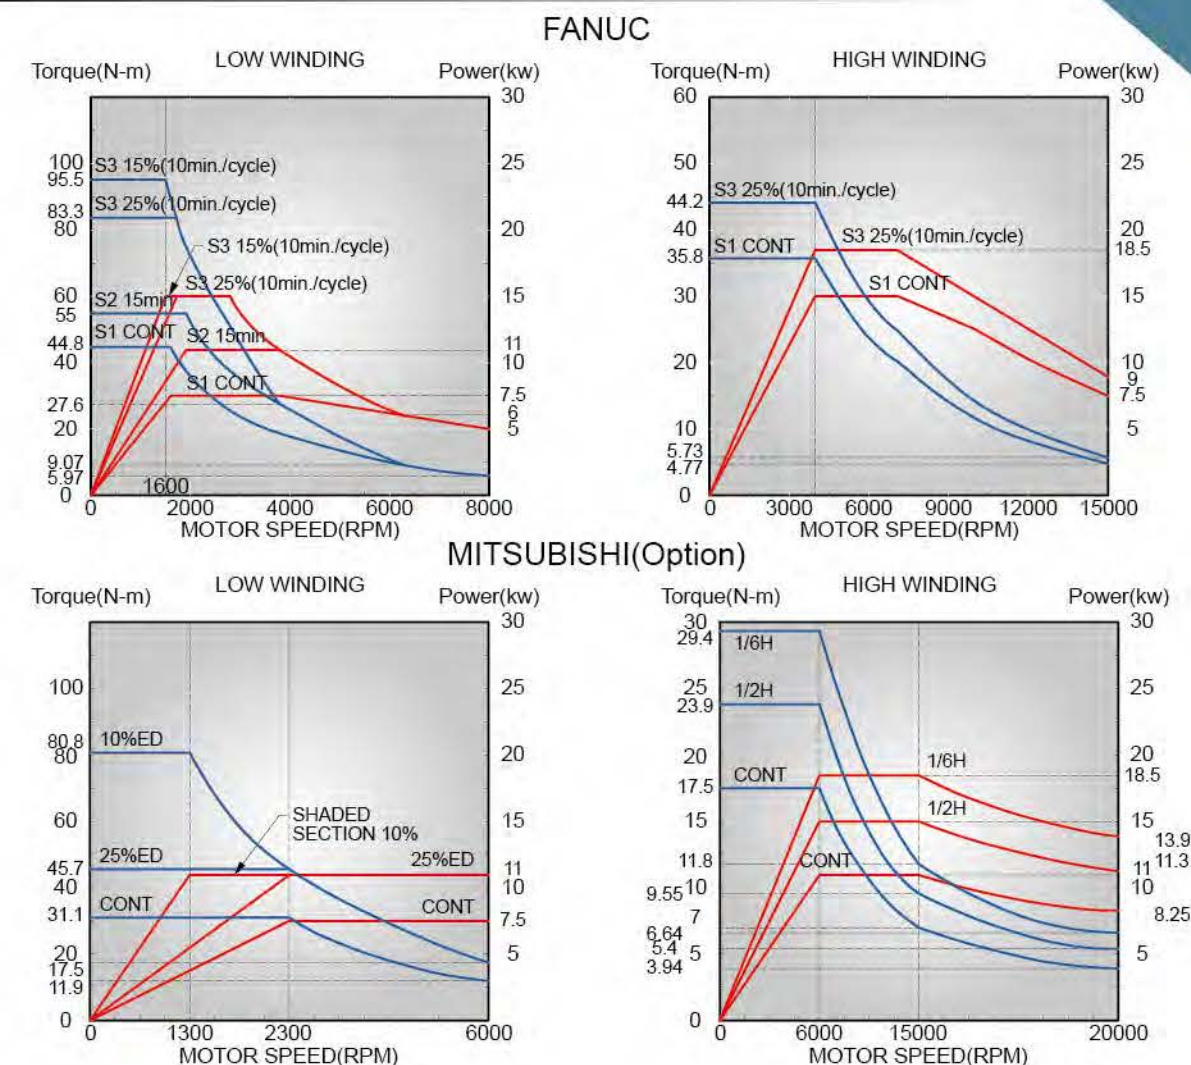 FANUC
LOW WINDING
Torque(N-m)
Power(kw)
30
100
25
95.5
S3 15%(10min./cycle)
83.3
S3 25%(10min./cycle)
80
20
S3 15%(10min./cycle)
S3 25%(10min./cycle)
60
15
S2 15min
55
S1 CONT
S2 15min
44.8
11
40
10
S1 CONT
7.5
27.6
6
20
5
9.07
5.97
1600
0
0 2000 4000 6000 8000
MOTOR SPEED(RPM)
HIGH WINDING
Torque(N-m)
Power(kw)
60
30
50
25
S3 25%(10min./cycle)
44.2
40
20
S1 CONT
S3 25%(10min./cycle)
35.8
18.5
S1 CONT
30
15
20
10
9
7.5
10
5
5.73
4.77
0
0 3000 6000 9000 12000 15000
MOTOR SPEED(RPM)
MITSUBISHI(Option)
LOW WINDING
Torque(N-m)
Power(kw)
30
100
25
80.8
10%ED
80
20
60
15
SHADED
SECTION 10%
25%ED
25%ED
45.7
11
40
10
CONT
CONT
31.1
7.5
20
5
17.5
11.9
0
0 1300 2300 6000
MOTOR SPEED(RPM)
HIGH WINDING
Torque(N-m)
Power(kw)
30
30
29.4
1/6H
25
25
1/2H
23.9
20
20
1/6H
CONT
18.5
17.5
1/2H
15
15
13.9
11.8
CONT
11
11.3
9.55
10
10
7
8.25
6.64
5.4
5
5
3.94
0
0 6000 15000 20000
MOTOR SPEED(RPM)